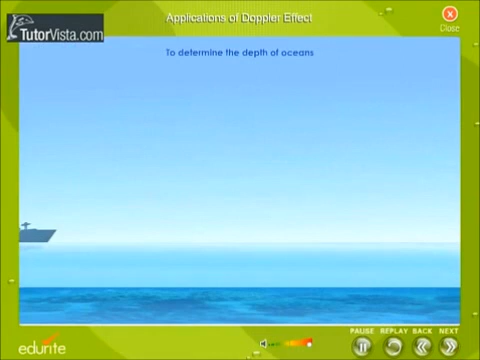 Applications of Doppler Effect
TutorVista.com
Close
To determine the depth of oceans
PAUSE REPLAY BACK NEXT
edurite